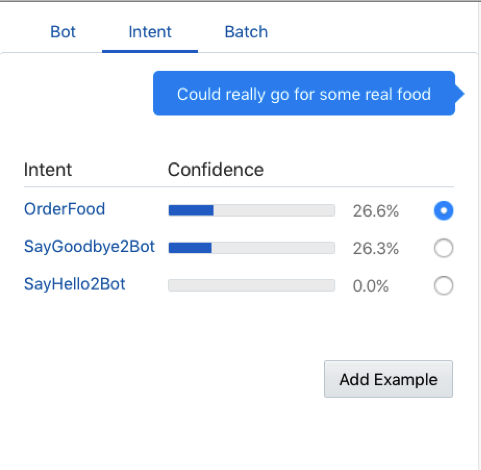 Bot Intent Batch
Could really go for some real food
Intent Confidence
OrderFood 26.6%
SayGoodbye2Bot 26.3%
SayHello2Bot 0.0%
Add Example